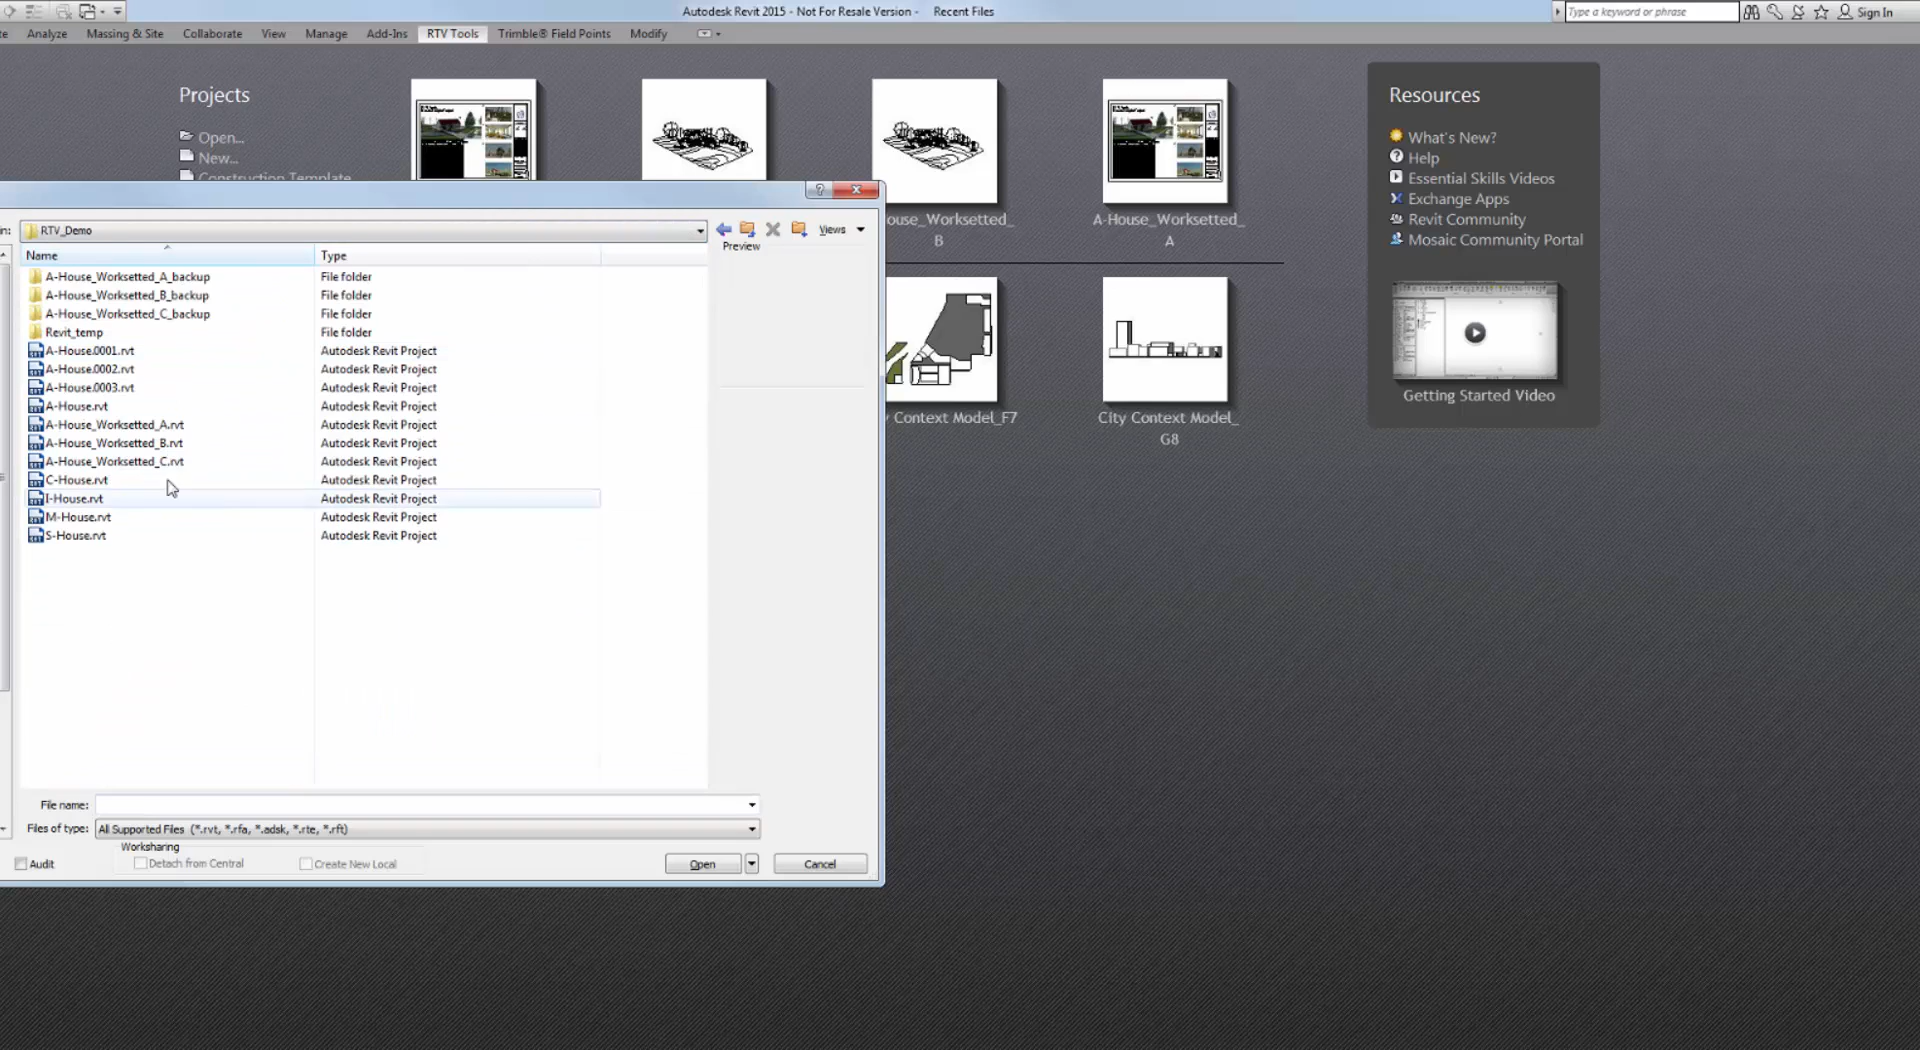 Autodesk Revit 2015 - Not For Resale Version - Recent Files
Type a keyword or phrase
Sign In
Analyze Massing & Site Collaborate View Manage Add-Ins RTV Tools Trimble® Field Points Modify
Projects
Open...
New...
Construction Template
Resources
What's New?
Help
Essential Skills Videos
Exchange Apps
Revit Community
Mosaic Community Portal
Getting Started Video
ouse_Worksetted_
B
A-House_Worksetted_
A
Context Model_F7
City Context Model_
G8
in: RTV_Demo
Views
Preview
Name Type
A-House_Worksetted_A_backup File folder
A-House_Worksetted_B_backup File folder
A-House_Worksetted_C_backup File folder
Revit_temp File folder
A-House.0001.rvt Autodesk Revit Project
A-House.0002.rvt Autodesk Revit Project
A-House.0003.rvt Autodesk Revit Project
A-House.rvt Autodesk Revit Project
A-House_Worksetted_A.rvt Autodesk Revit Project
A-House_Worksetted_B.rvt Autodesk Revit Project
A-House_Worksetted_C.rvt Autodesk Revit Project
C-House.rvt Autodesk Revit Project
I-House.rvt Autodesk Revit Project
M-House.rvt Autodesk Revit Project
S-House.rvt Autodesk Revit Project
File name:
Files of type: All Supported Files (*.rvt, *.rfa, *.adsk, *.rte, *.rft)
Worksharing
Audit Detach from Central Create New Local
Open Cancel